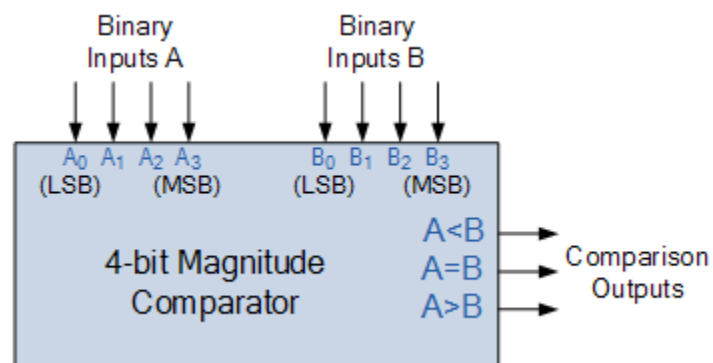 Binary
Inputs A
Binary
Inputs B
A₀ A₁ A₂ A₃
B₀ B₁ B₂ B₃
(LSB) (MSB)
(LSB) (MSB)
A<B
A=B
A>B
4-bit Magnitude
Comparator
Comparison
Outputs